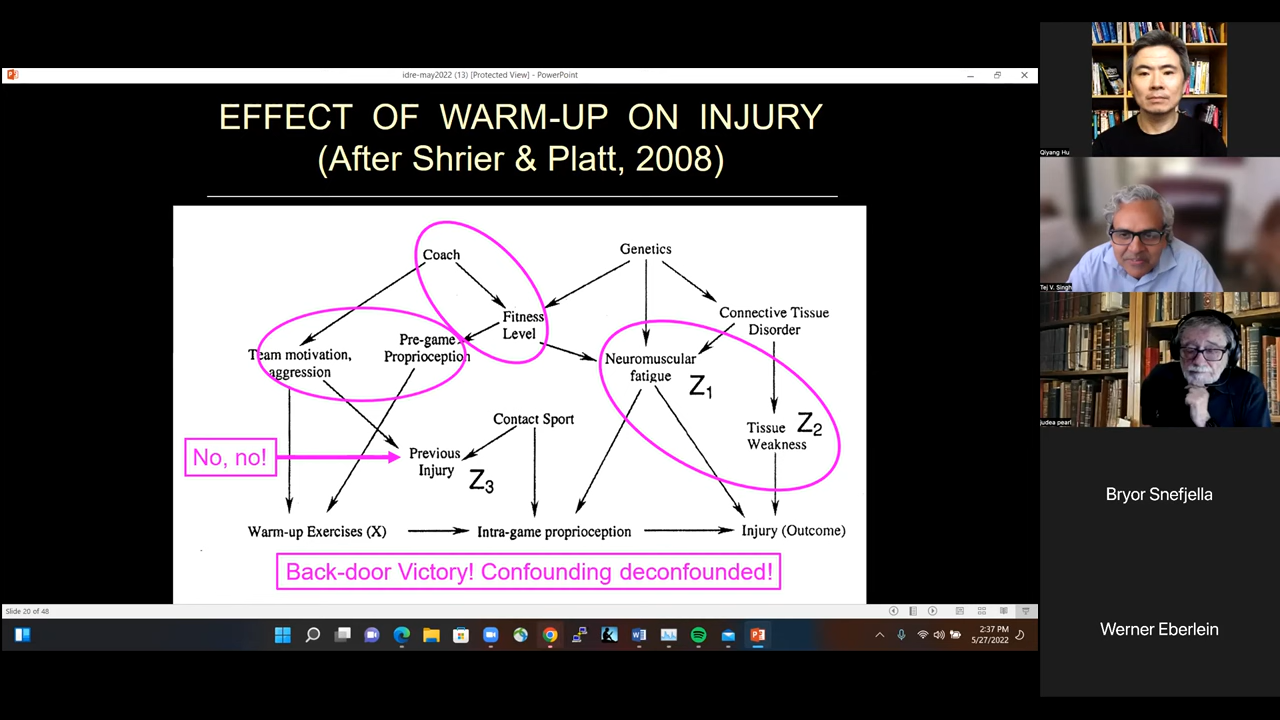 idre-may2022 (13) [Protected View] - PowerPoint
EFFECT OF WARM-UP ON INJURY
(After Shrier & Platt, 2008)
Coach
Genetics
Fitness
Level
Connective Tissue
Disorder
Team motivation,
aggression
Pre-game
Proprioception
Neuromuscular
fatigue
Z1
Contact Sport
Tissue
Weakness
Z2
No, no!
Previous
Injury
Z3
Warm-up Exercises (X)
Intra-game proprioception
Injury (Outcome)
Back-door Victory! Confounding deconfounded!
Slide 20 of 48
2:37 PM
5/27/2022
Qiyang Hu
Tej V. Singh
judea pearl
Bryor Snefjella
Werner Eberlein